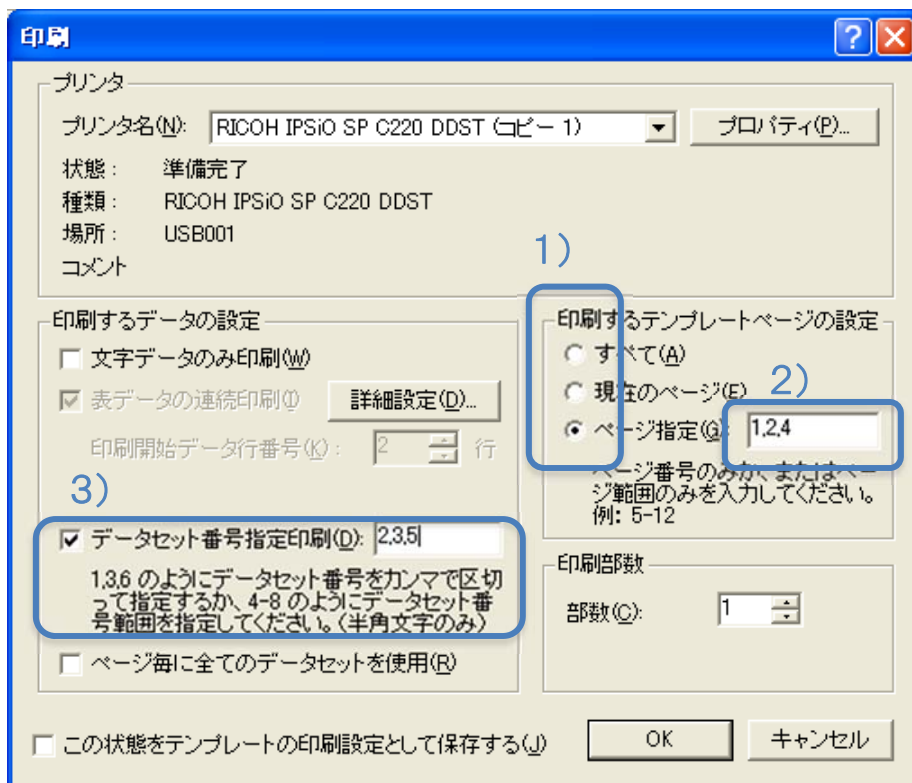 印刷
プリンタ
プリンタ名(N): RICOH IPSiO SP C220 DDST (コピー 1) プロパティ(P)...
状態： 準備完了
種類： RICOH IPSiO SP C220 DDST
場所： USB001
コメント
1）
印刷するデータの設定
文字データのみ印刷(W)
表データの連続印刷(I) 詳細設定(D)...
印刷開始データ行番号(K)： 2 行
3）
データセット番号指定印刷(D): 2,3,5
1,3,6 のようにデータセット番号をカンマで区切
って指定するか、4-8 のようにデータセット番
号範囲を指定してください。（半角文字のみ）
ページ毎に全てのデータセットを使用(R)
印刷するテンプレートページの設定
すべて(A)
現在のページ(E)
2）
ページ指定(G): 1,2,4
ページ番号のみか、またはペー
ジ範囲のみを入力してください。
例: 5-12
印刷部数
部数(C): 1
この状態をテンプレートの印刷設定として保存する(J)
OK キャンセル